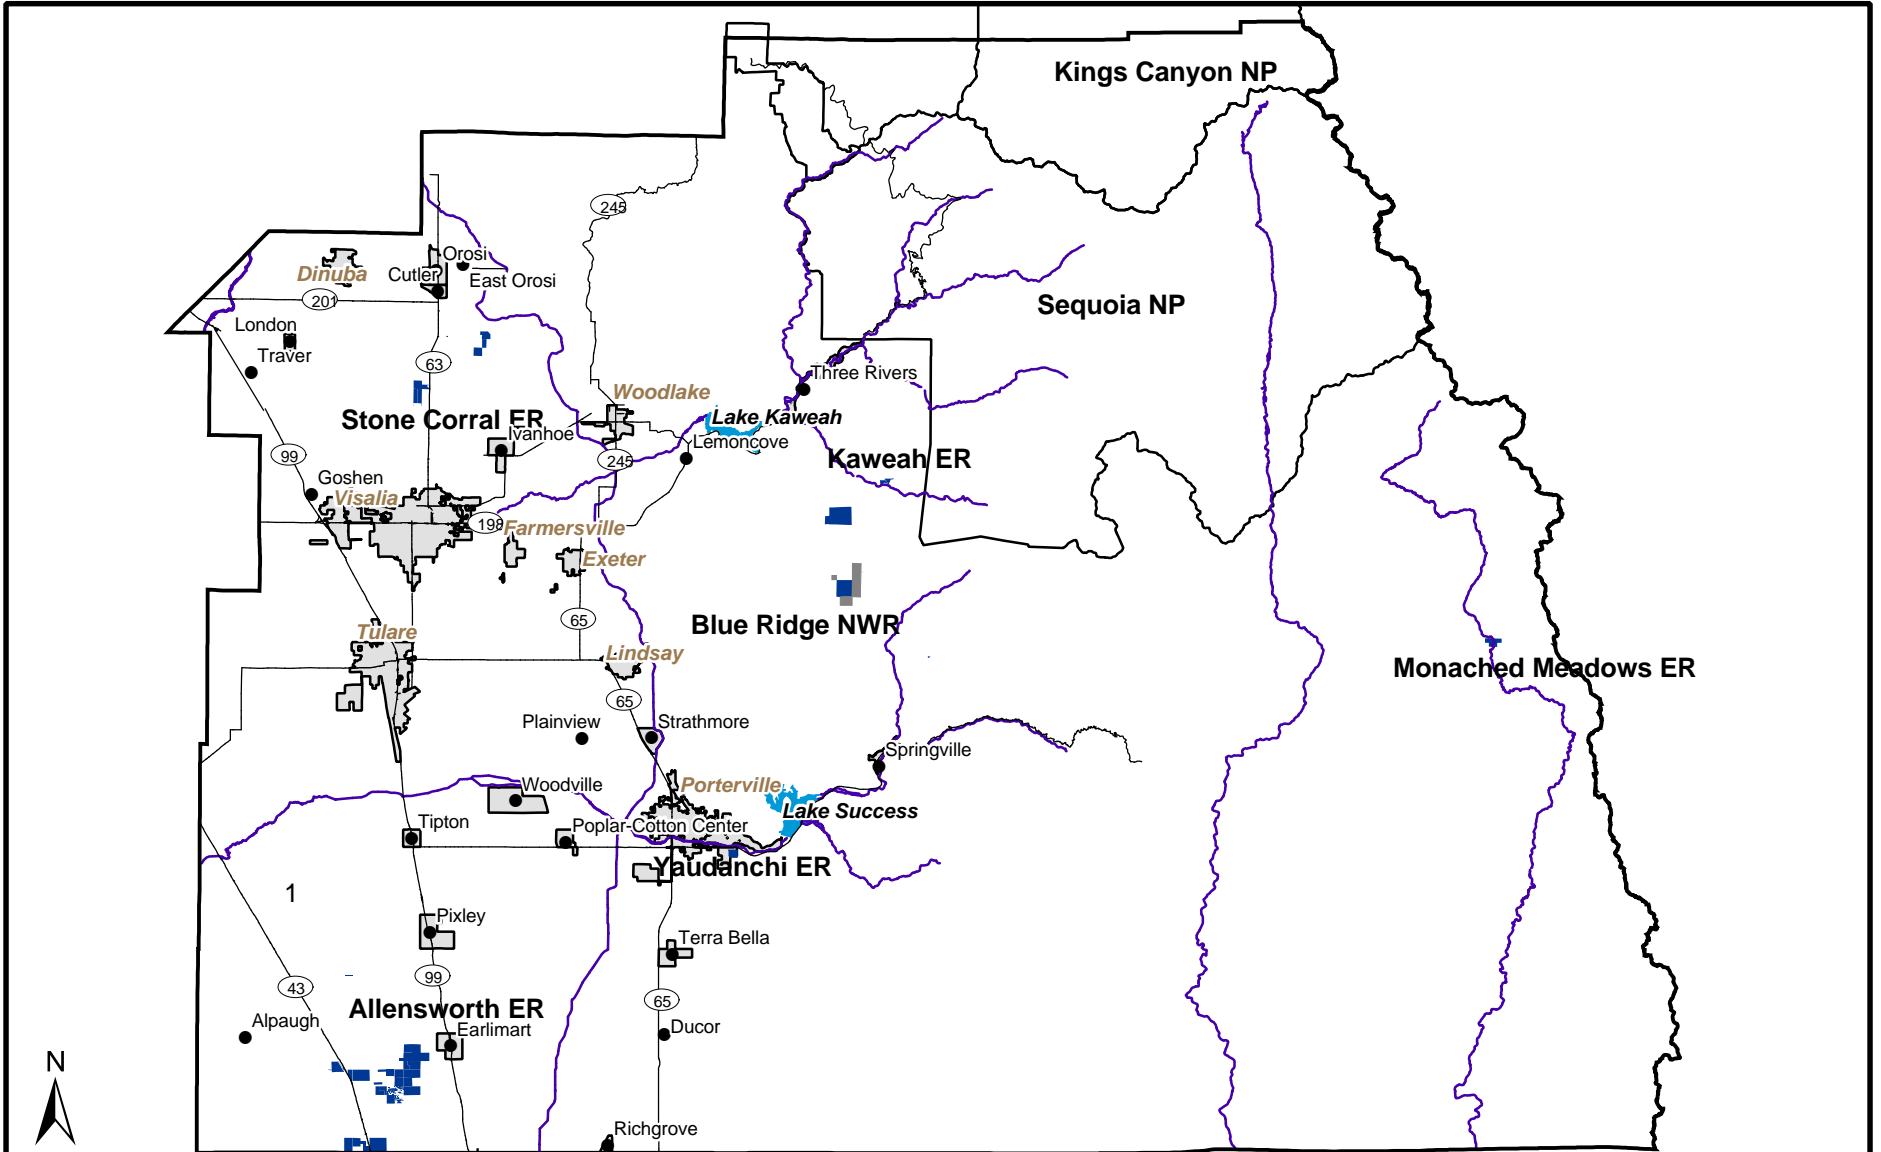 Kings Canyon NP
245
Orosi
Dinuba
Cutler
East Orosi
201
Sequoia NP
London
Traver
63
Three Rivers
Woodlake
Stone Corral ER
Lake Kaweah
Ivanhoe
Lemoncove
99
245
Kaweah ER
Goshen
Visalia
198
Farmersville
Exeter
65
Blue Ridge NWR
Tulare
Lindsay
Monached Meadows ER
65
Plainview
Strathmore
Springville
Woodville
Porterville
Lake Success
Tipton
Poplar-Cotton Center
Yaudanchi ER
1
Pixley
Terra Bella
99
43
65
Allensworth ER
Alpaugh
Earlimart
Ducor
N
Richgrove